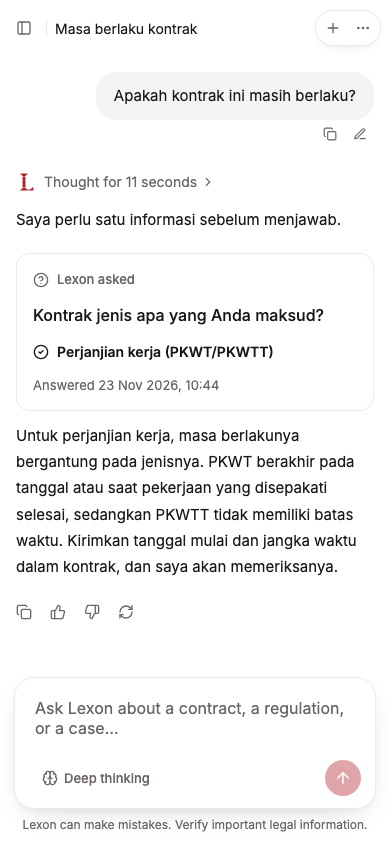 Masa berlaku kontrak
Apakah kontrak ini masih berlaku?
L Thought for 11 seconds
Saya perlu satu informasi sebelum menjawab.
Lexon asked
Kontrak jenis apa yang Anda maksud?
Perjanjian kerja (PKWT/PKWTT)
Answered 23 Nov 2026, 10:44
Untuk perjanjian kerja, masa berlakunya
bergantung pada jenisnya. PKWT berakhir pada
tanggal atau saat pekerjaan yang disepakati
selesai, sedangkan PKWTT tidak memiliki batas
waktu. Kirimkan tanggal mulai dan jangka waktu
dalam kontrak, dan saya akan memeriksanya.
Ask Lexon about a contract, a regulation,
or a case...
Deep thinking
Lexon can make mistakes. Verify important legal information.